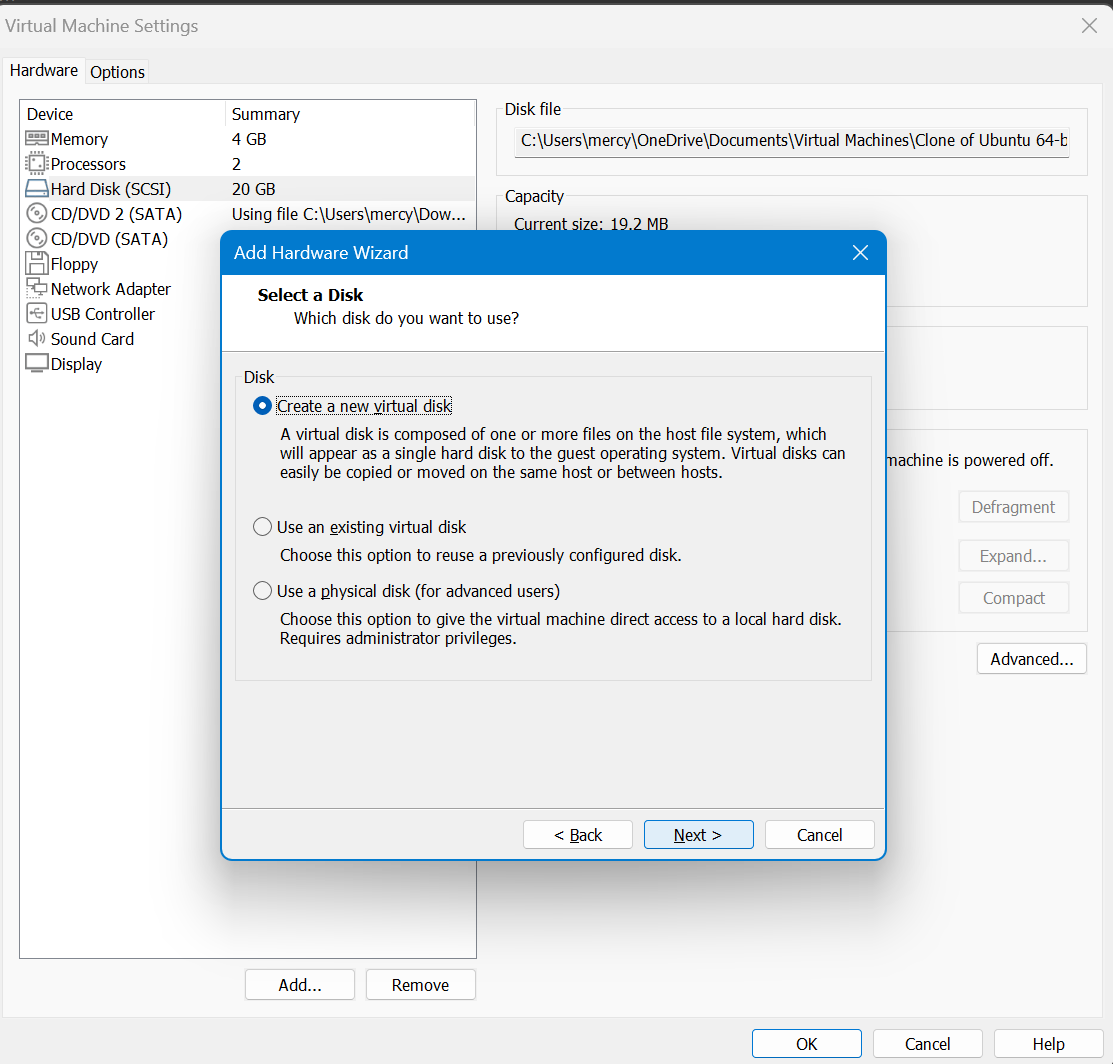 Virtual Machine Settings
Hardware Options
Device Summary
Memory 4 GB
Processors 2
Hard Disk (SCSI) 20 GB
CD/DVD 2 (SATA) Using file C:\Users\mercy\Dow...
CD/DVD (SATA)
Floppy
Network Adapter
USB Controller
Sound Card
Display
Add... Remove
Disk file
C:\Users\mercy\OneDrive\Documents\Virtual Machines\Clone of Ubuntu 64-b
Capacity
Current size: 19.2 MB
machine is powered off.
Defragment
Expand...
Compact
Advanced...
Add Hardware Wizard
Select a Disk
Which disk do you want to use?
Disk
Create a new virtual disk
A virtual disk is composed of one or more files on the host file system, which
will appear as a single hard disk to the guest operating system. Virtual disks can
easily be copied or moved on the same host or between hosts.
Use an existing virtual disk
Choose this option to reuse a previously configured disk.
Use a physical disk (for advanced users)
Choose this option to give the virtual machine direct access to a local hard disk.
Requires administrator privileges.
< Back Next > Cancel
OK Cancel Help